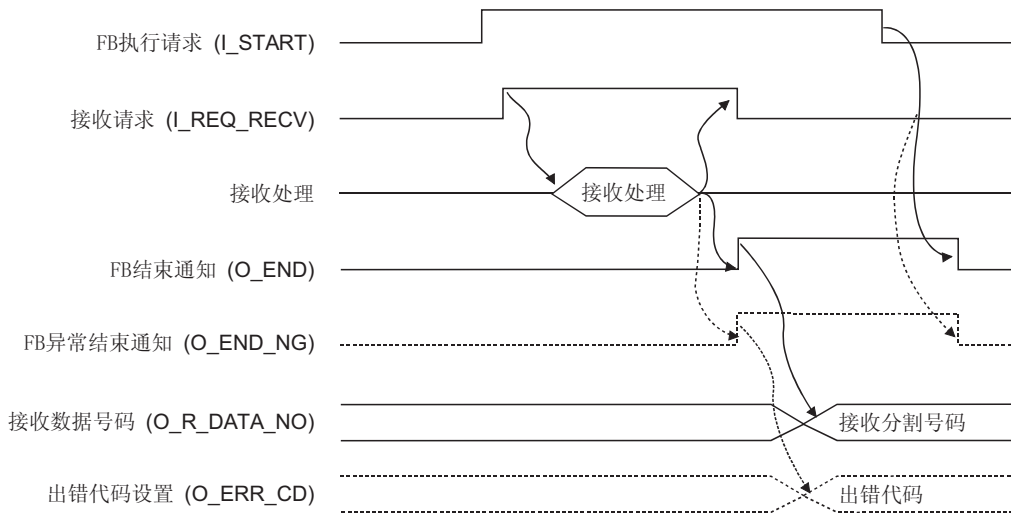 FB执行请求 (I_START)
接收请求 (I_REQ_RECV)
接收处理 接收处理
FB结束通知 (O_END)
FB异常结束通知 (O_END_NG)
接收数据号码 (O_R_DATA_NO) 接收分割号码
出错代码设置 (O_ERR_CD) 出错代码